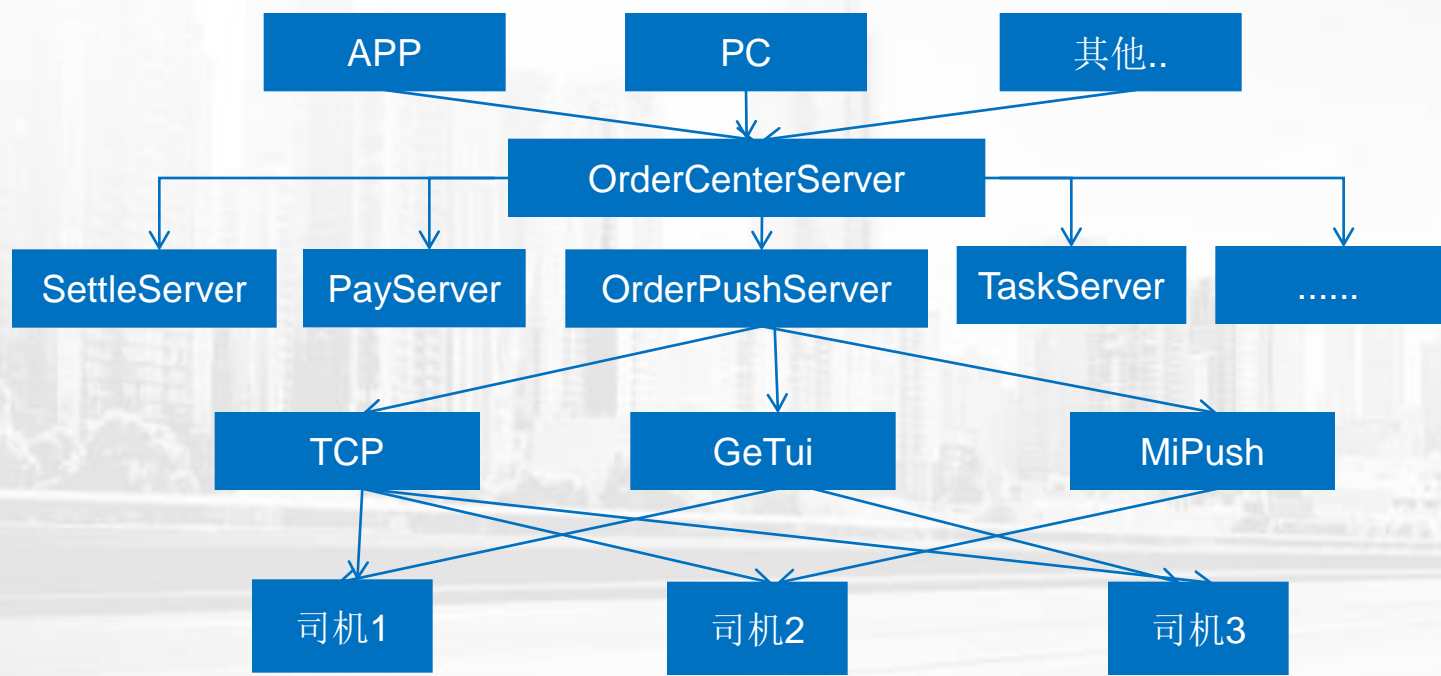 APP
PC
其他..
OrderCenterServer
SettleServer
PayServer
OrderPushServer
TaskServer
......
TCP
GeTui
MiPush
司机1
司机2
司机3